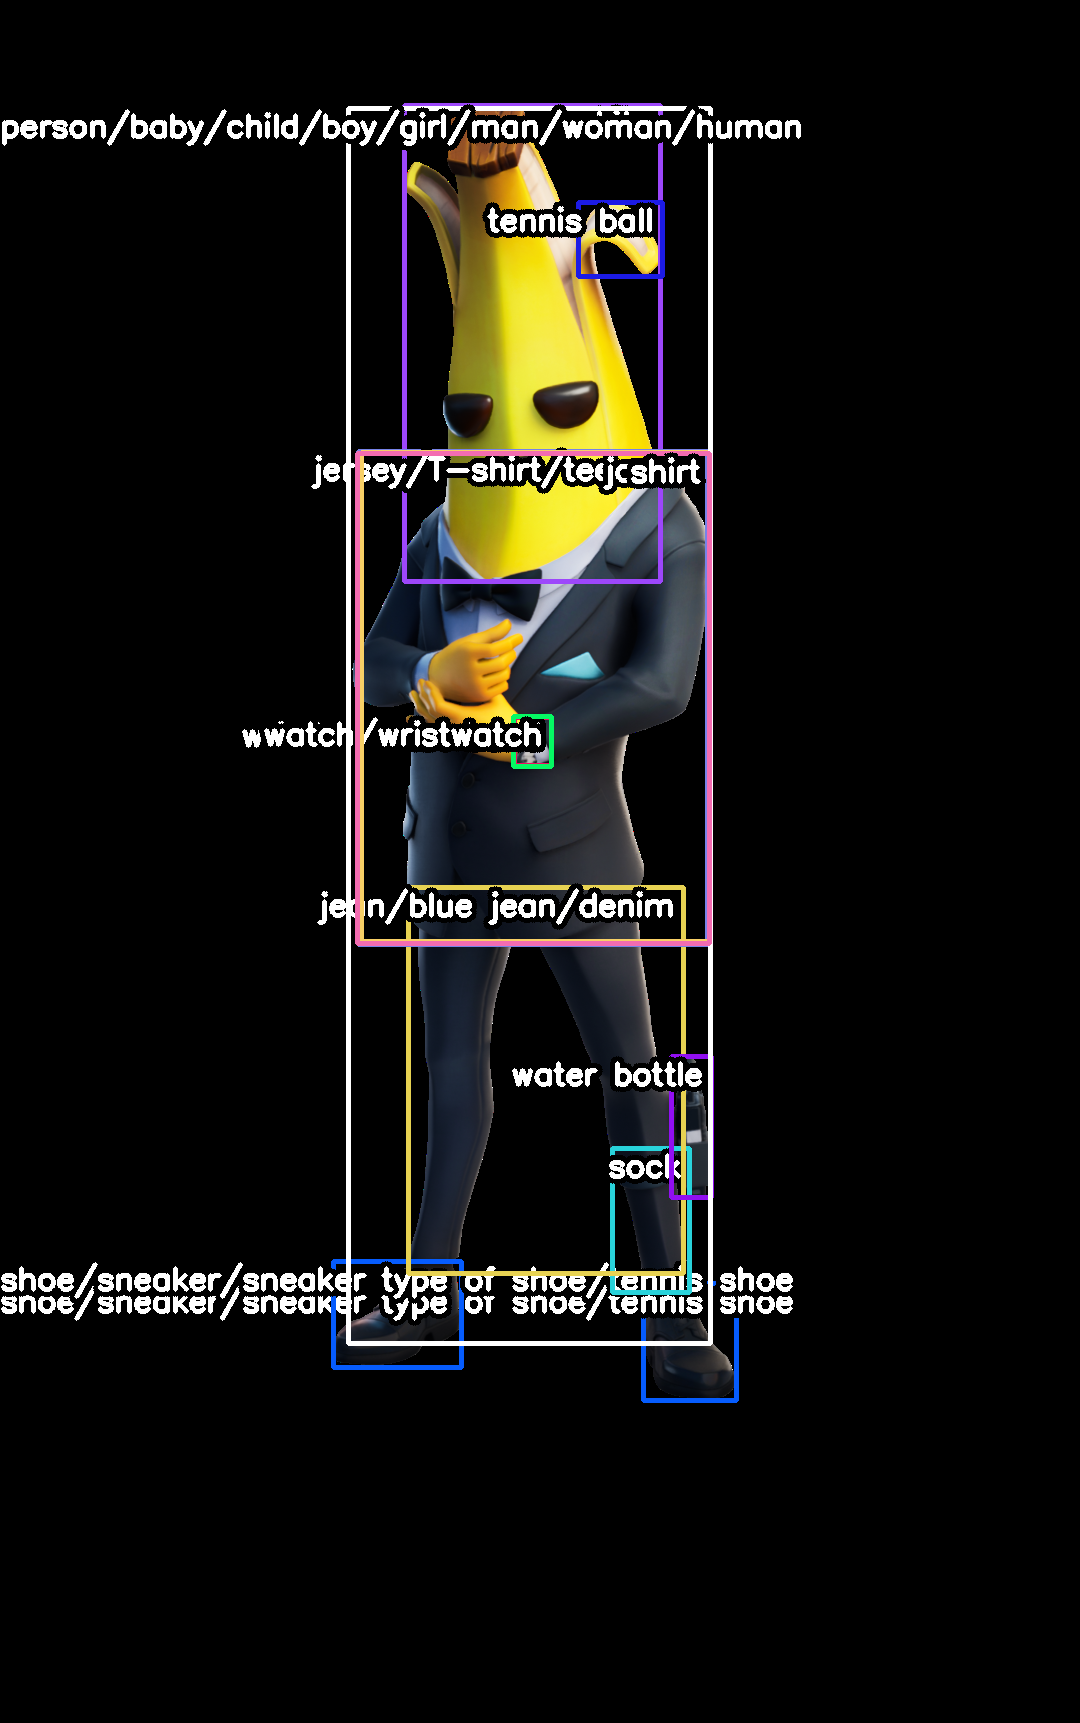 person/baby/child/boy/girl/man/woman/human
tennis ball
jersey/T-shirt/tee
shirt
watch/wristwatch
jean/blue jean/denim
water bottle
sock
shoe/sneaker/sneaker type of shoe/tennis shoe
shoe/sneaker/sneaker type of shoe/tennis shoe